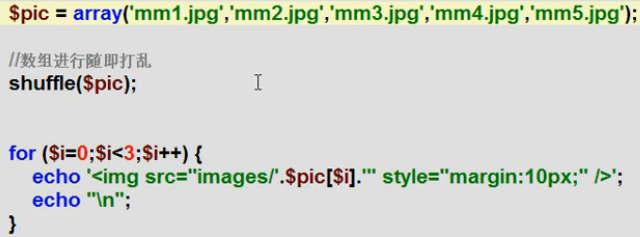 $pic = array('mm1.jpg','mm2.jpg','mm3.jpg','mm4.jpg','mm5.jpg');
//数组进行随即打乱
shuffle($pic);
for ($i=0;$i<3;$i++) {
echo '<img src="images/'.$pic[$i].'" style="margin:10px;" />';
echo "\n";
}